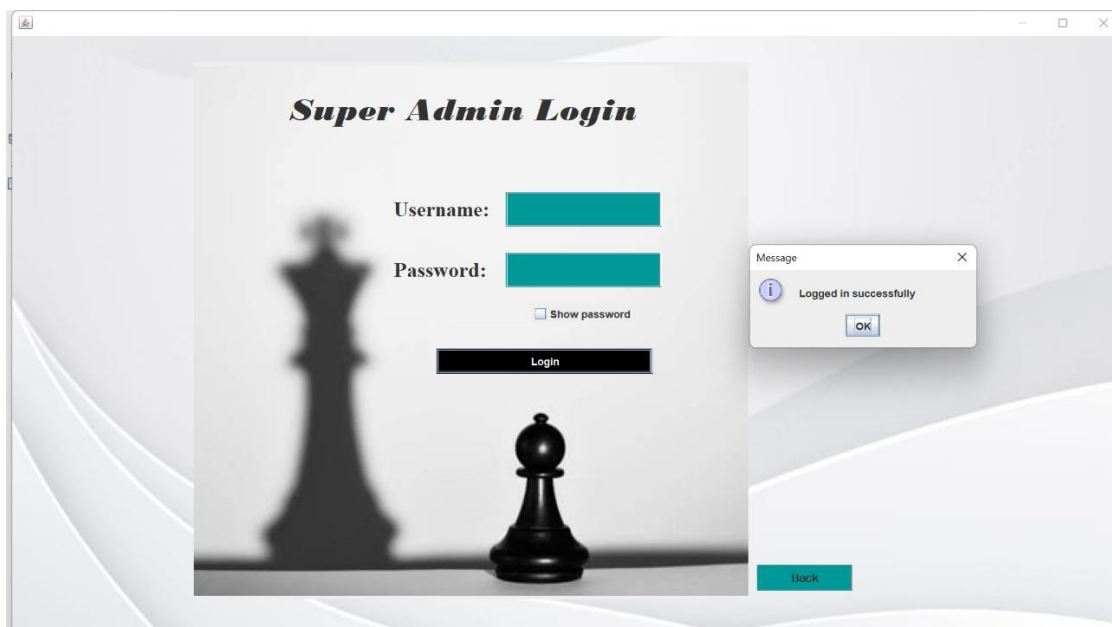 Super Admin Login
Username:
Password:
Show password
Login
Message
Logged in successfully
OK
Back